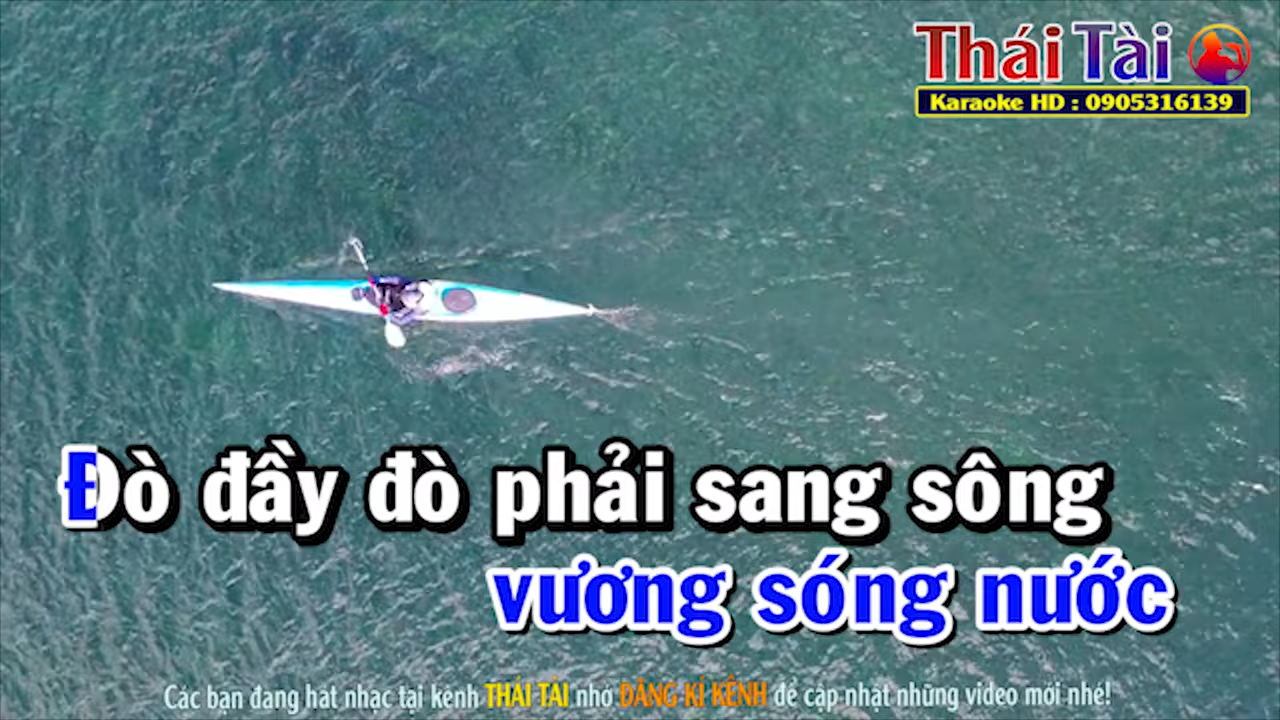 Thái Tài
Karaoke HD : 0905316139
Đò đầy đò phải sang sông
vương sóng nước
Các bạn đang hát nhạc tại kênh THÁI TÀI nhớ ĐĂNG KÍ KÊNH để cập nhật những video mới nhé!